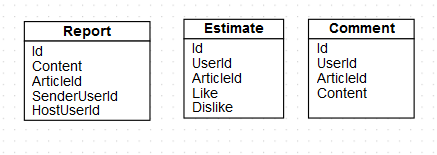 Report
Id
Content
ArticleId
SenderUserId
HostUserId
Estimate
Id
UserId
ArticleId
Like
Dislike
Comment
Id
UserId
ArticleId
Content